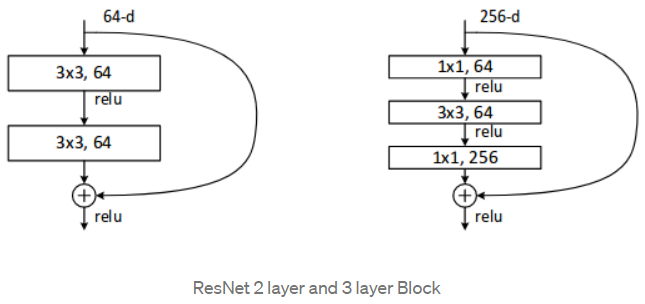 64-d
3x3, 64
relu
3x3, 64
+
relu
256-d
1x1, 64
relu
3x3, 64
relu
1x1, 256
+
relu
ResNet 2 layer and 3 layer Block